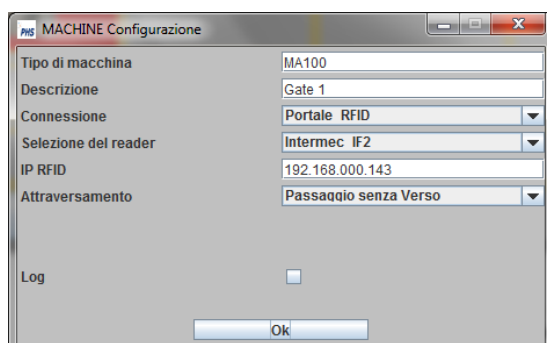 PHS MACHINE Configurazione
Tipo di macchina MA100
Descrizione Gate 1
Connessione Portale RFID
Selezione del reader Intermec IF2
IP RFID 192.168.000.143
Attraversamento Passaggio senza Verso
Log
Ok